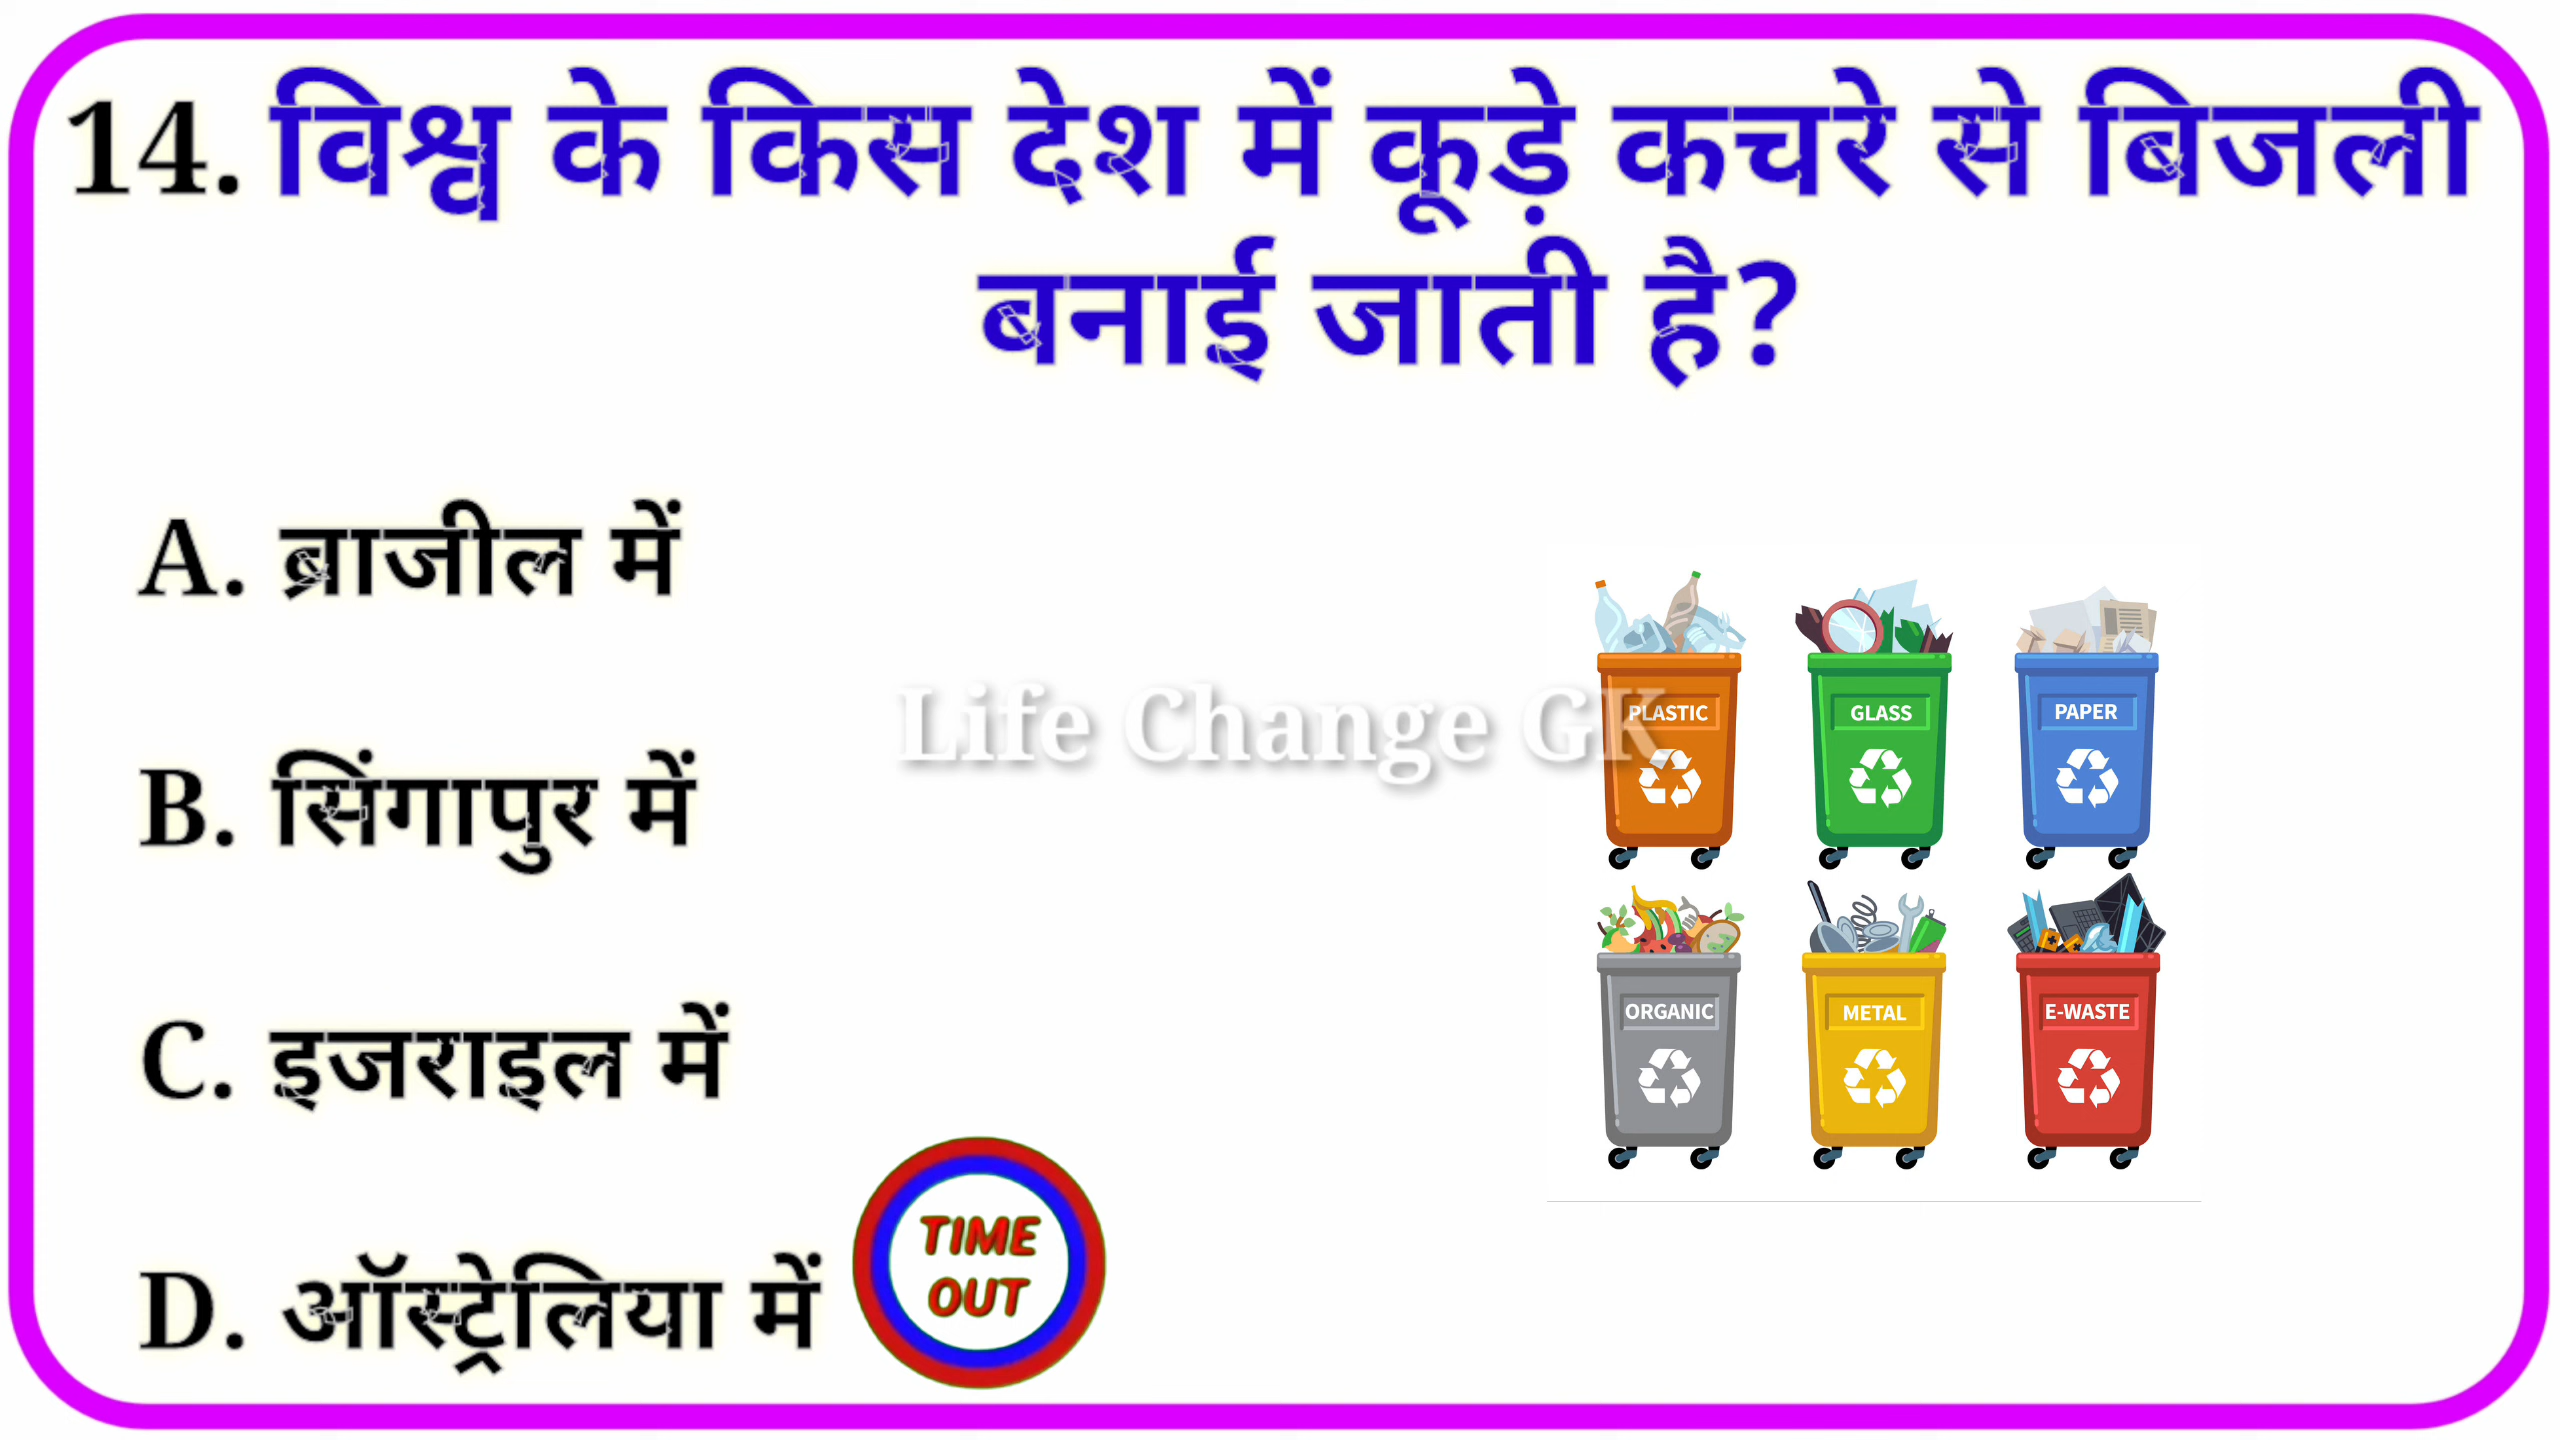 14. विश्व के किस देश में कूड़े कचरे से बिजली
बनाई जाती है?
A. ब्राजील में
B. सिंगापुर में
C. इजराइल में
D. ऑस्ट्रेलिया में
TIME
OUT
Life Change GK
PLASTIC
GLASS
PAPER
ORGANIC
METAL
E-WASTE